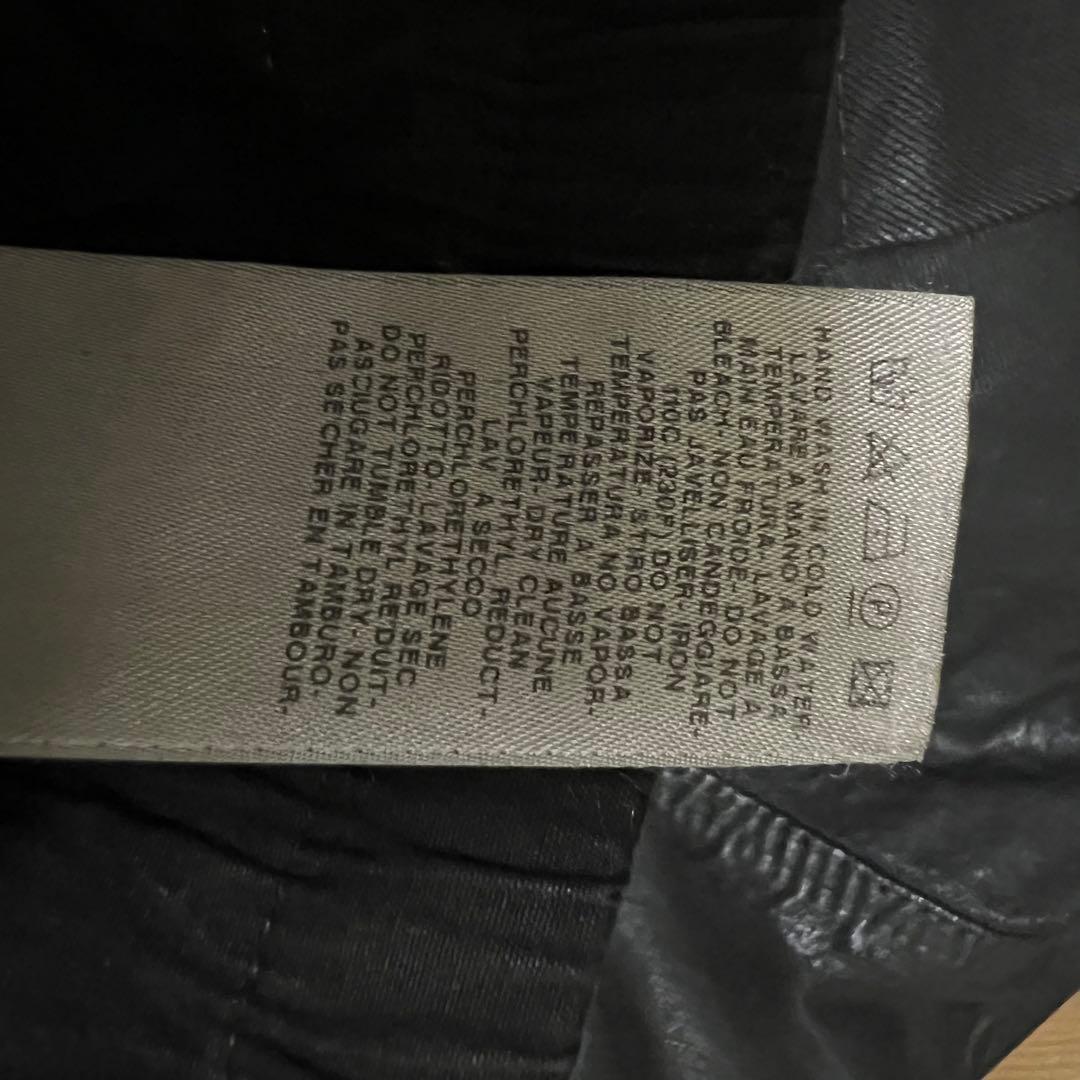 HAND WASH IN COLD WATER-
LAVARE A MANO A BASSA
TEMPERATURA. LAVAGE A
MAIN EAU FROIDE- DO NOT
BLEACH- NON CANDEGGIARE-
PAS JAVELLISER- IRON
110C (230F) DO NOT
VAPORIZE- STIRO BASSA
TEMPERATURA NO VAPOR-
REPASSER A BASSE
TEMPERATURE AUCUNE
VAPEUR- DRY CLEAN
PERCHLORETHYL. REDUCT-
LAV. A SECCO
PERCHLORETHYLENE
RIDOTTO- LAVAGE SEC
PERCHLORETHYL REDUIT-
DO NOT TUMBLE DRY- NON
ASCIUGARE IN TAMBURO-
PAS SECHER EN TAMBOUR-